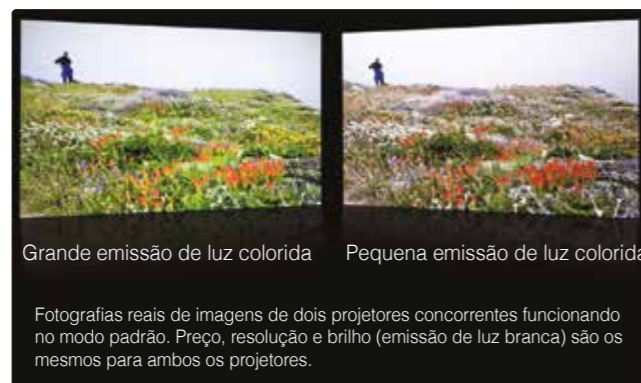 Grande emissão de luz colorida
Pequena emissão de luz colorida
Fotografias reais de imagens de dois projetores concorrentes funcionando
no modo padrão. Preço, resolução e brilho (emissão de luz branca) são os
mesmos para ambos os projetores.